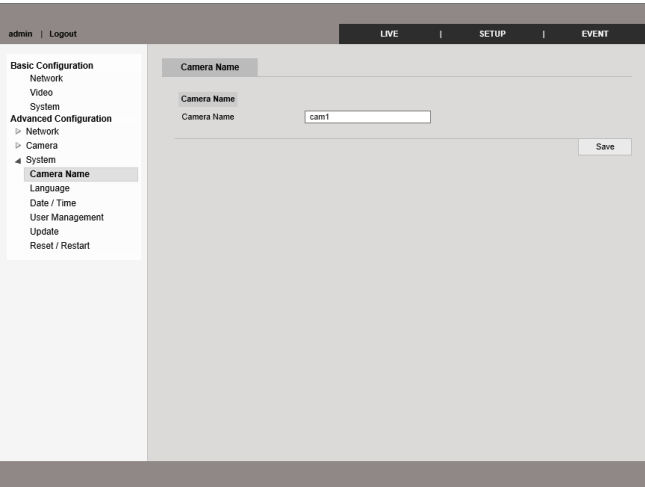 admin | Logout
LIVE | SETUP | EVENT
Basic Configuration
Network
Video
System
Advanced Configuration
Network
Camera
System
Camera Name
Language
Date / Time
User Management
Update
Reset / Restart
Camera Name
Camera Name
Camera Name cam1
Save